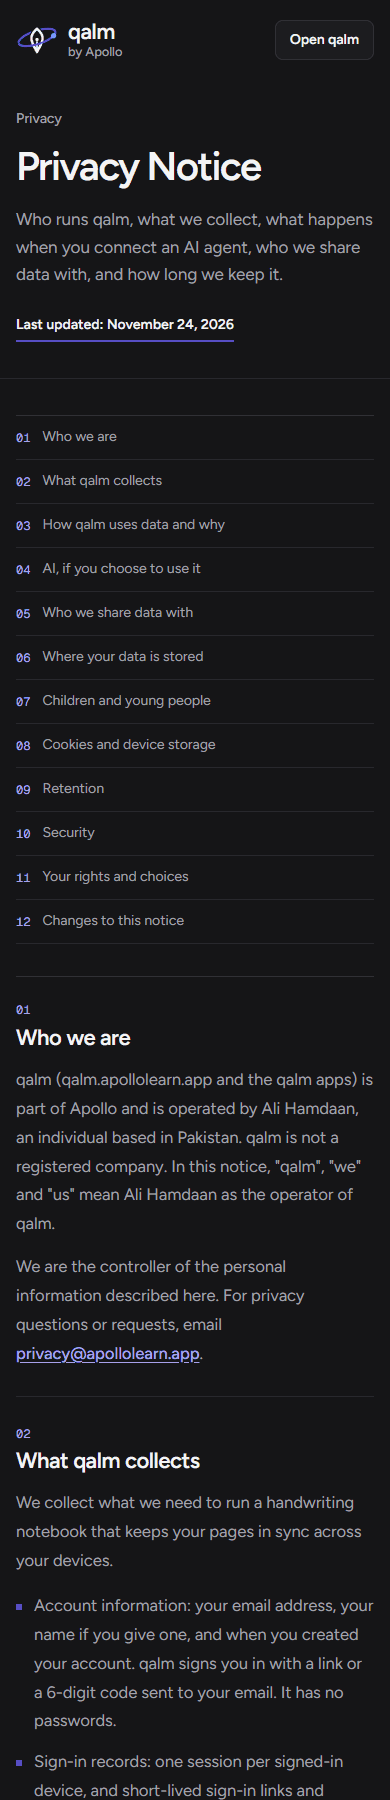 qalm
by Apollo
Open qalm
Privacy
Privacy Notice
Who runs qalm, what we collect, what happens
when you connect an AI agent, who we share
data with, and how long we keep it.
Last updated: November 24, 2026
01 Who we are
02 What qalm collects
03 How qalm uses data and why
04 AI, if you choose to use it
05 Who we share data with
06 Where your data is stored
07 Children and young people
08 Cookies and device storage
09 Retention
10 Security
11 Your rights and choices
12 Changes to this notice
01
Who we are
qalm (qalm.apollolearn.app and the qalm apps) is
part of Apollo and is operated by Ali Hamdaan,
an individual based in Pakistan. qalm is not a
registered company. In this notice, "qalm", "we"
and "us" mean Ali Hamdaan as the operator of
qalm.
We are the controller of the personal
information described here. For privacy
questions or requests, email
privacy@apollolearn.app.
02
What qalm collects
We collect what we need to run a handwriting
notebook that keeps your pages in sync across
your devices.
Account information: your email address, your
name if you give one, and when you created
your account. qalm signs you in with a link or
a 6-digit code sent to your email. It has no
passwords.
Sign-in records: one session per signed-in
device, and short-lived sign-in links and